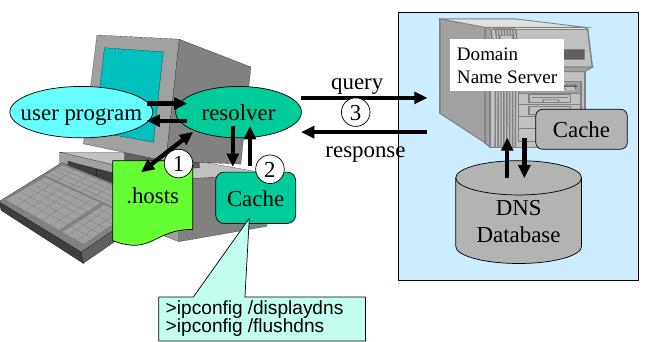 Domain
Name Server
query
user program
resolver
3
Cache
response
1
2
.hosts
Cache
DNS
Database
>ipconfig /displaydns
>ipconfig /flushdns